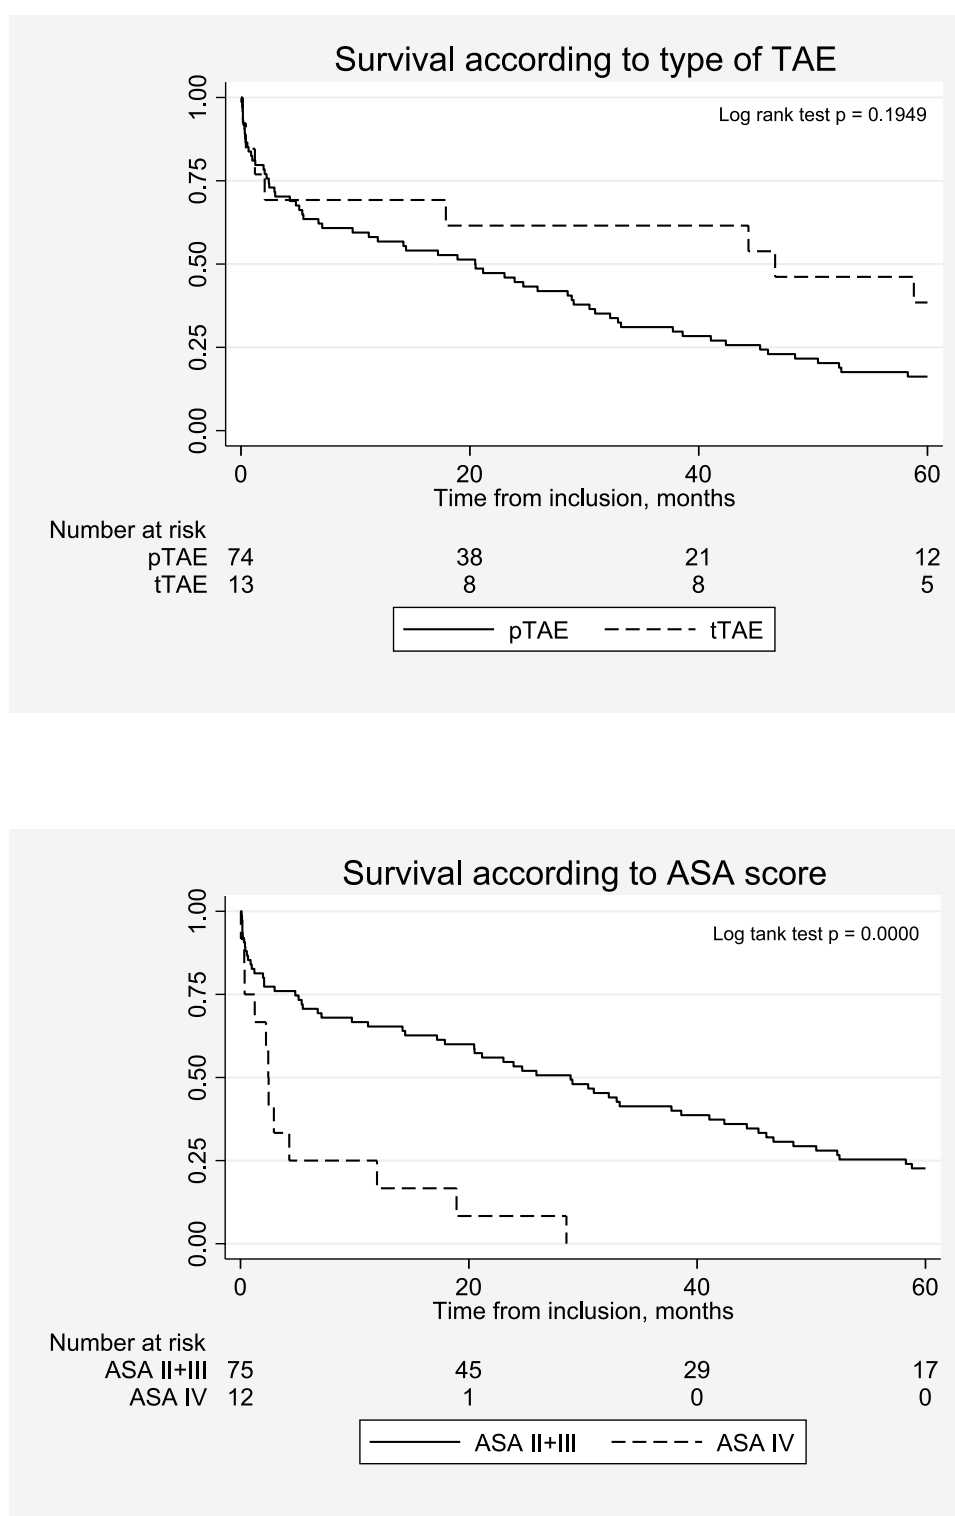 Survival according to type of TAE
Log rank test p = 0.1949
1.00
0.75
0.50
0.25
0.00
0 20 40 60
Time from inclusion, months
Number at risk
pTAE 74 38 21 12
tTAE 13 8 8 5
pTAE tTAE
Survival according to ASA score
Log tank test p = 0.0000
1.00
0.75
0.50
0.25
0.00
0 20 40 60
Time from inclusion, months
Number at risk
ASA II+III 75 45 29 17
ASA IV 12 1 0 0
ASA II+III ASA IV